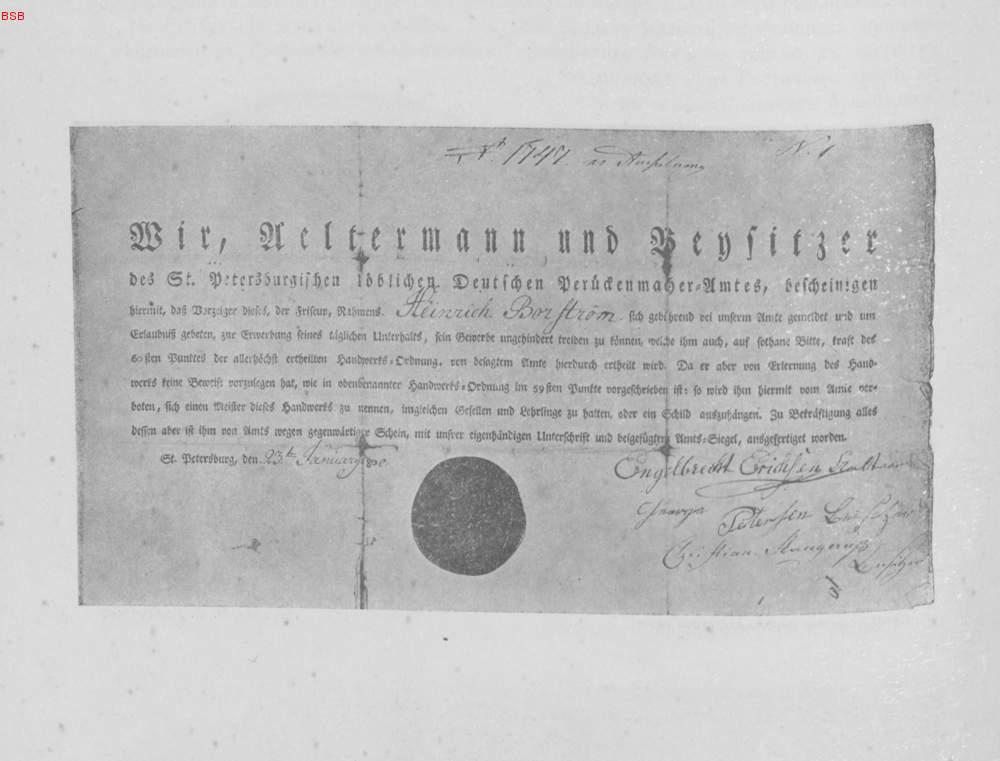 BSB
1747
N. 1
Wir, Aeltermann und Beysitzer
des St. Petersburgischen löblichen Deutschen Perückenmacher-Amtes, bescheinigen
hiermit, daß Vorzeiger dieses, der Friseur, Nahmens Heinrich Borström sich gebührend bei unserm Amte gemeldet und um
Erlaubniß gebeten, zur Erwerbung seines täglichen Unterhalts, sein Gewerbe ungehindert treiben zu können, welche ihm auch, auf sothane Bitte, kraft des
60sten Punktes der allerhöchst ertheilten Handwerks-Ordnung, von besagtem Amte hierdurch ertheilt wird. Da er aber von Erlernung des Hand-
werks keine Beweise vorzulegen hat, wie in obenbenannter Handwerks-Ordnung im 59sten Punkte vorgeschrieben ist: so wird ihm hiermit vom Amte ver-
boten, sich einen Meister dieses Handwerks zu nennen, imgleichen Gesellen und Lehrlinge zu halten, oder ein Schild auszuhängen. Zu Bekräftigung alles
dessen aber ist ihm von Amts wegen gegenwärtiger Schein, mit unsrer eigenhändigen Unterschrift und beigefügtem Amts-Siegel, ausgefertiget worden.
St. Petersburg, den 23th January
Engelbrecht Erichsen
Petersen
Christian